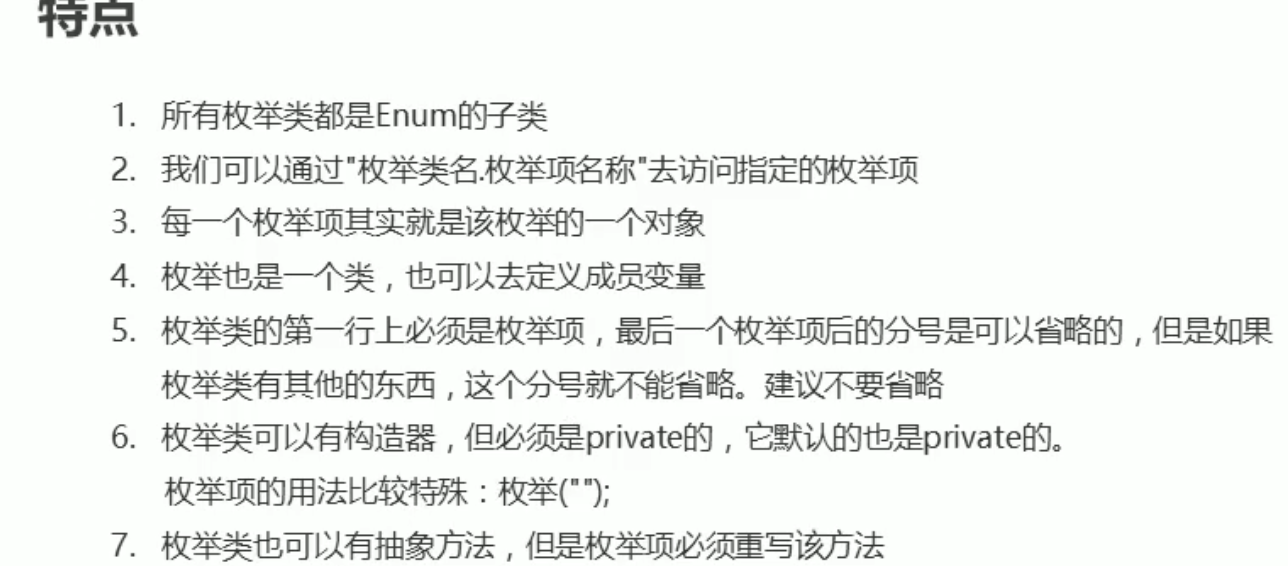 特点
1. 所有枚举类都是Enum的子类
2. 我们可以通过"枚举类名.枚举项名称"去访问指定的枚举项
3. 每一个枚举项其实就是该枚举的一个对象
4. 枚举也是一个类，也可以去定义成员变量
5. 枚举类的第一行上必须是枚举项，最后一个枚举项后的分号是可以省略的，但是如果
枚举类有其他的东西，这个分号就不能省略。建议不要省略
6. 枚举类可以有构造器，但必须是private的，它默认的也是private的。
枚举项的用法比较特殊：枚举("");
7. 枚举类也可以有抽象方法，但是枚举项必须重写该方法